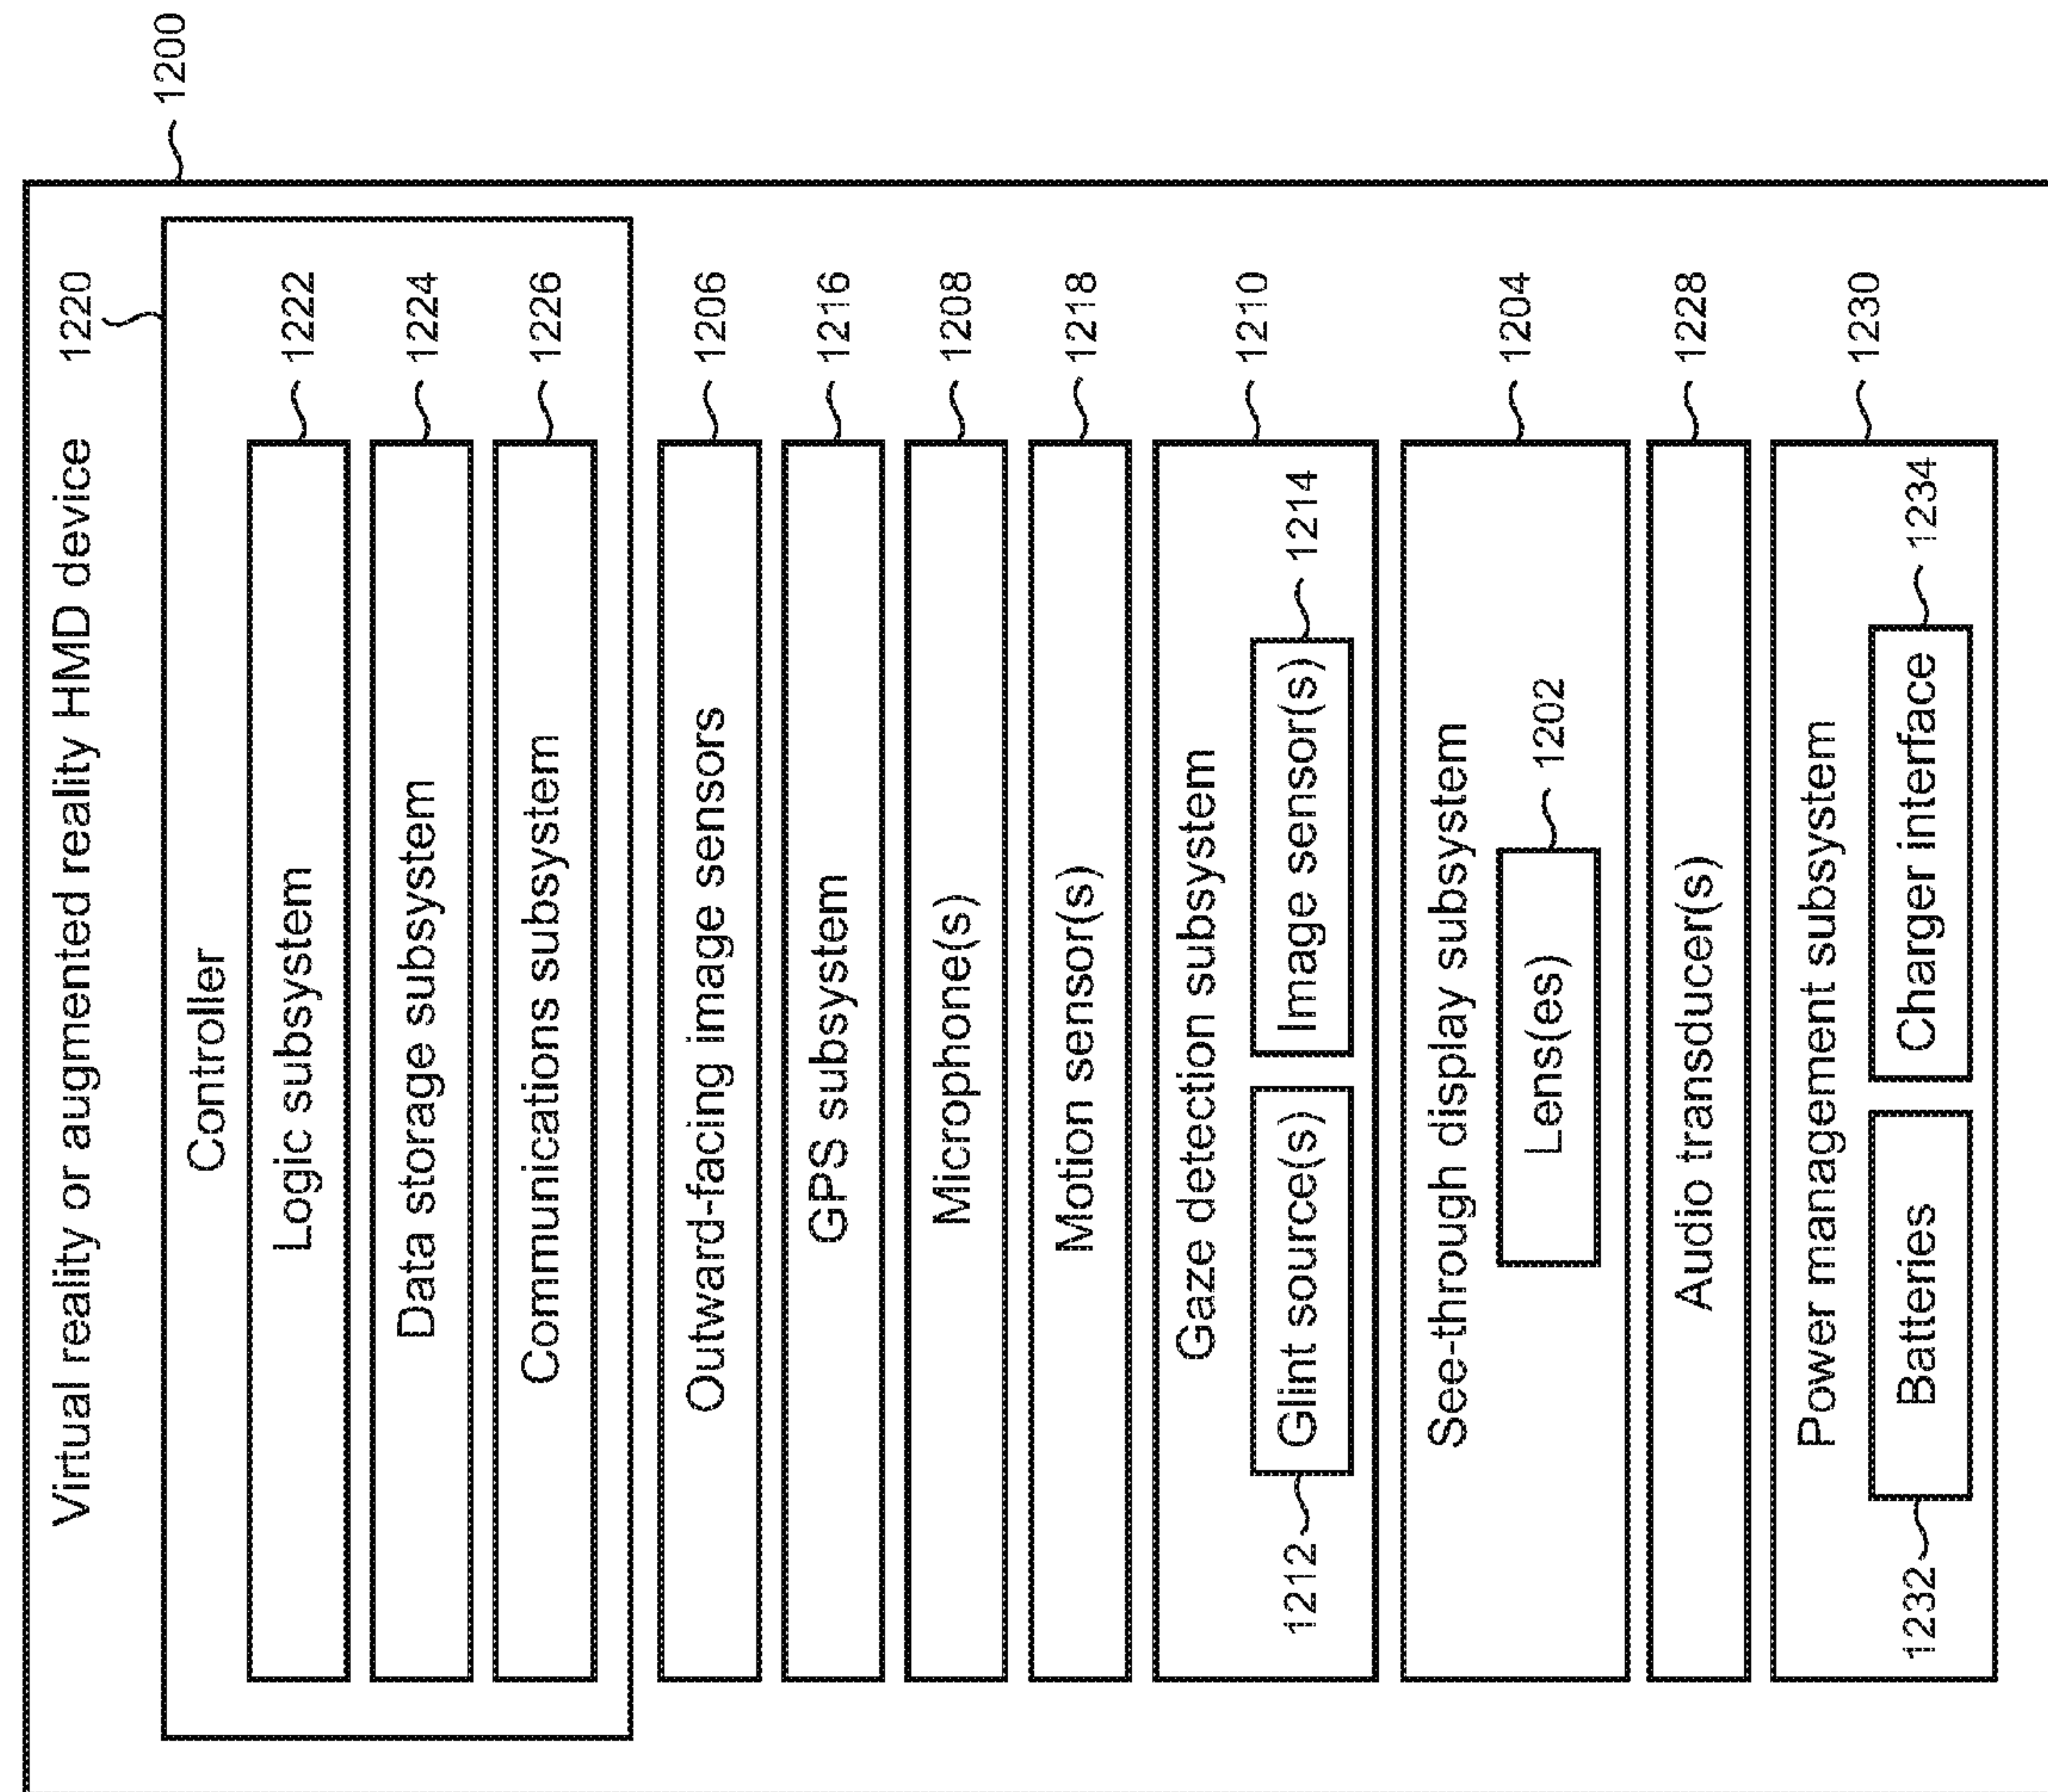 1200
Virtual reality or augmented reality HMD device 1220
Controller
Logic subsystem 1222
Data storage subsystem 1224
Communications subsystem 1226
Outward-facing image sensors 1206
GPS subsystem 1216
Microphone(s) 1208
Motion sensor(s) 1218
Gaze detection subsystem 1210
1212 Glint source(s) Image sensor(s) 1214
See-through display subsystem 1204
Lens(es) 1202
Audio transducer(s) 1228
Power management subsystem 1230
1232 Batteries Charger interface 1234